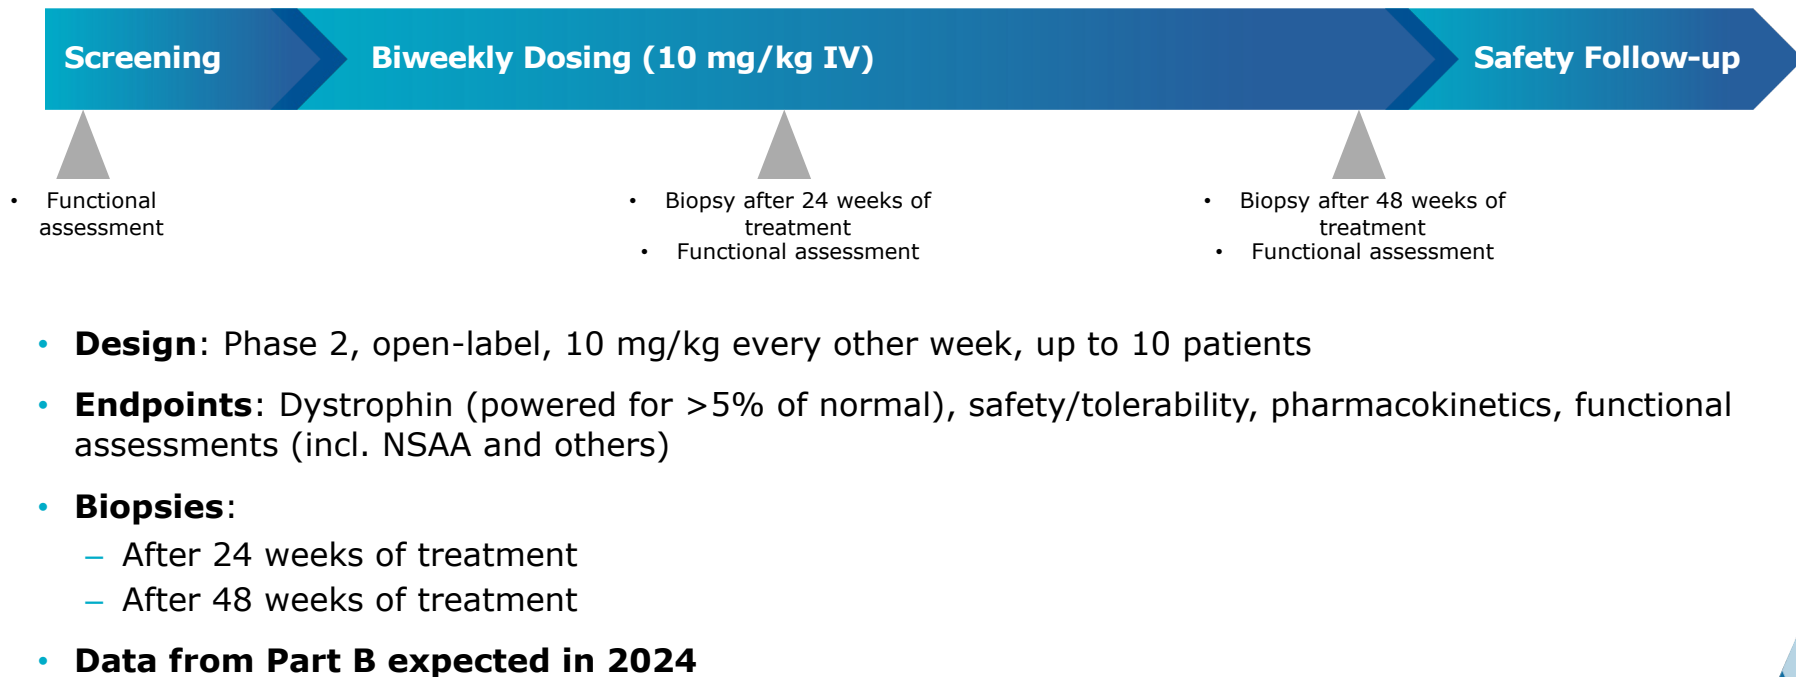 Screening
Biweekly Dosing (10 mg/kg IV)
Safety Follow-up
• Functional
assessment
• Biopsy after 24 weeks of
treatment
• Functional assessment
• Biopsy after 48 weeks of
treatment
• Functional assessment
• Design: Phase 2, open-label, 10 mg/kg every other week, up to 10 patients
• Endpoints: Dystrophin (powered for >5% of normal), safety/tolerability, pharmacokinetics, functional
assessments (incl. NSAA and others)
• Biopsies:
– After 24 weeks of treatment
– After 48 weeks of treatment
• Data from Part B expected in 2024